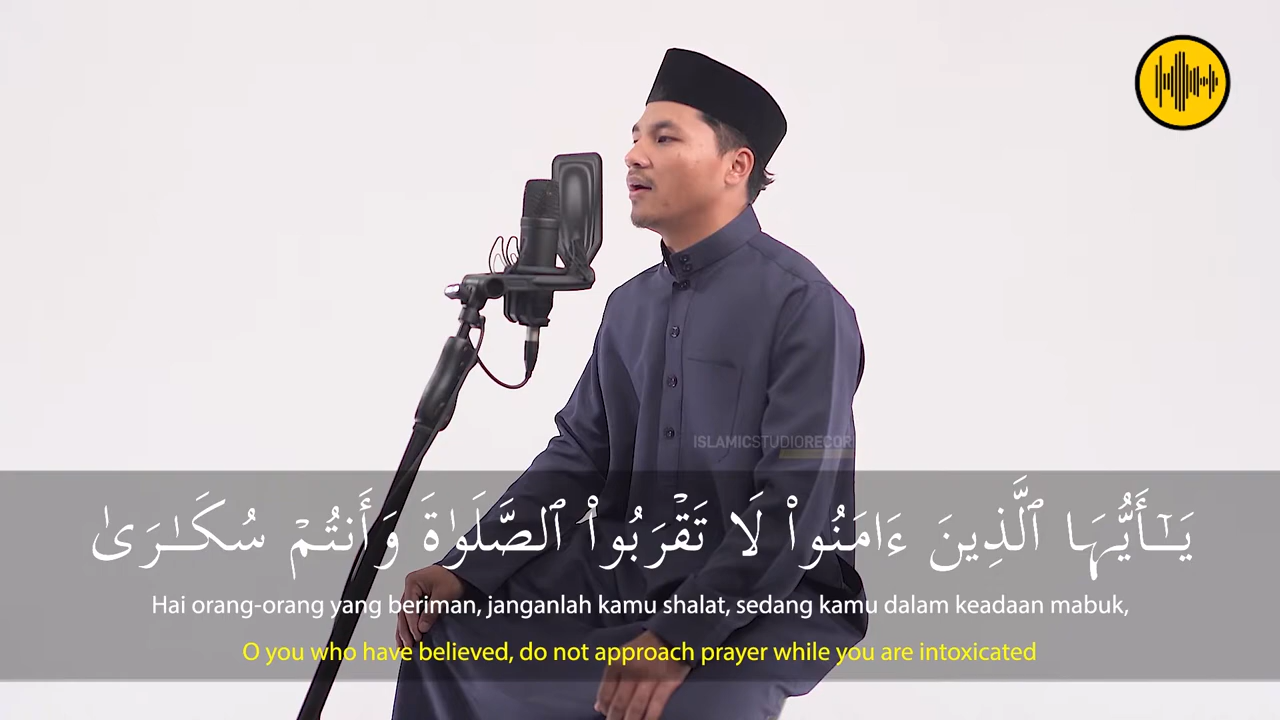 ISLAMICSTUDIORECOR
يَـٰٓأَيُّهَا ٱلَّذِينَ ءَامَنُوا۟ لَا تَقْرَبُوا۟ ٱلصَّلَوٰةَ وَأَنتُمْ سُكَـٰرَىٰ
Hai orang-orang yang beriman, janganlah kamu shalat, sedang kamu dalam keadaan mabuk,
O you who have believed, do not approach prayer while you are intoxicated